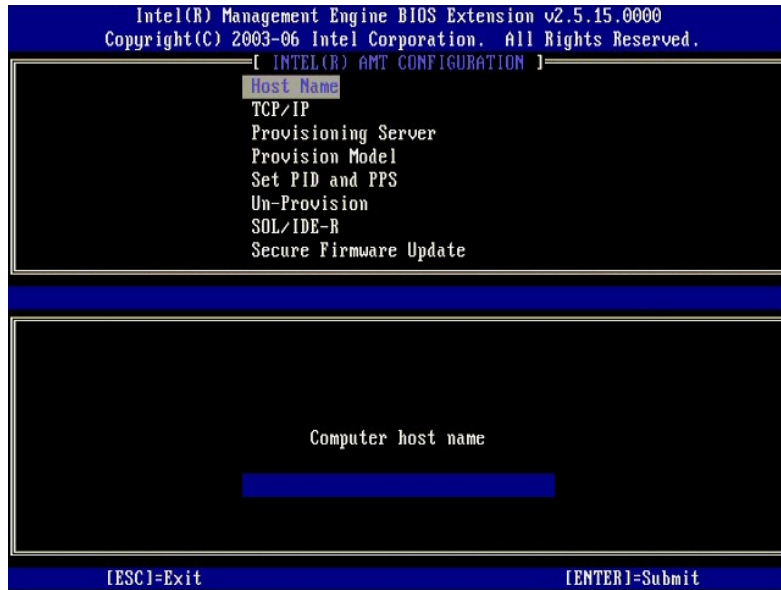 Intel(R) Management Engine BIOS Extension v2.5.15.0000
Copyright(C) 2003-06 Intel Corporation. All Rights Reserved.
[ INTEL(R) AMT CONFIGURATION ]
Host Name
TCP/IP
Provisioning Server
Provision Model
Set PID and PPS
Un-Provision
SOL/IDE-R
Secure Firmware Update
Computer host name
[ESC]=Exit [ENTER]=Submit